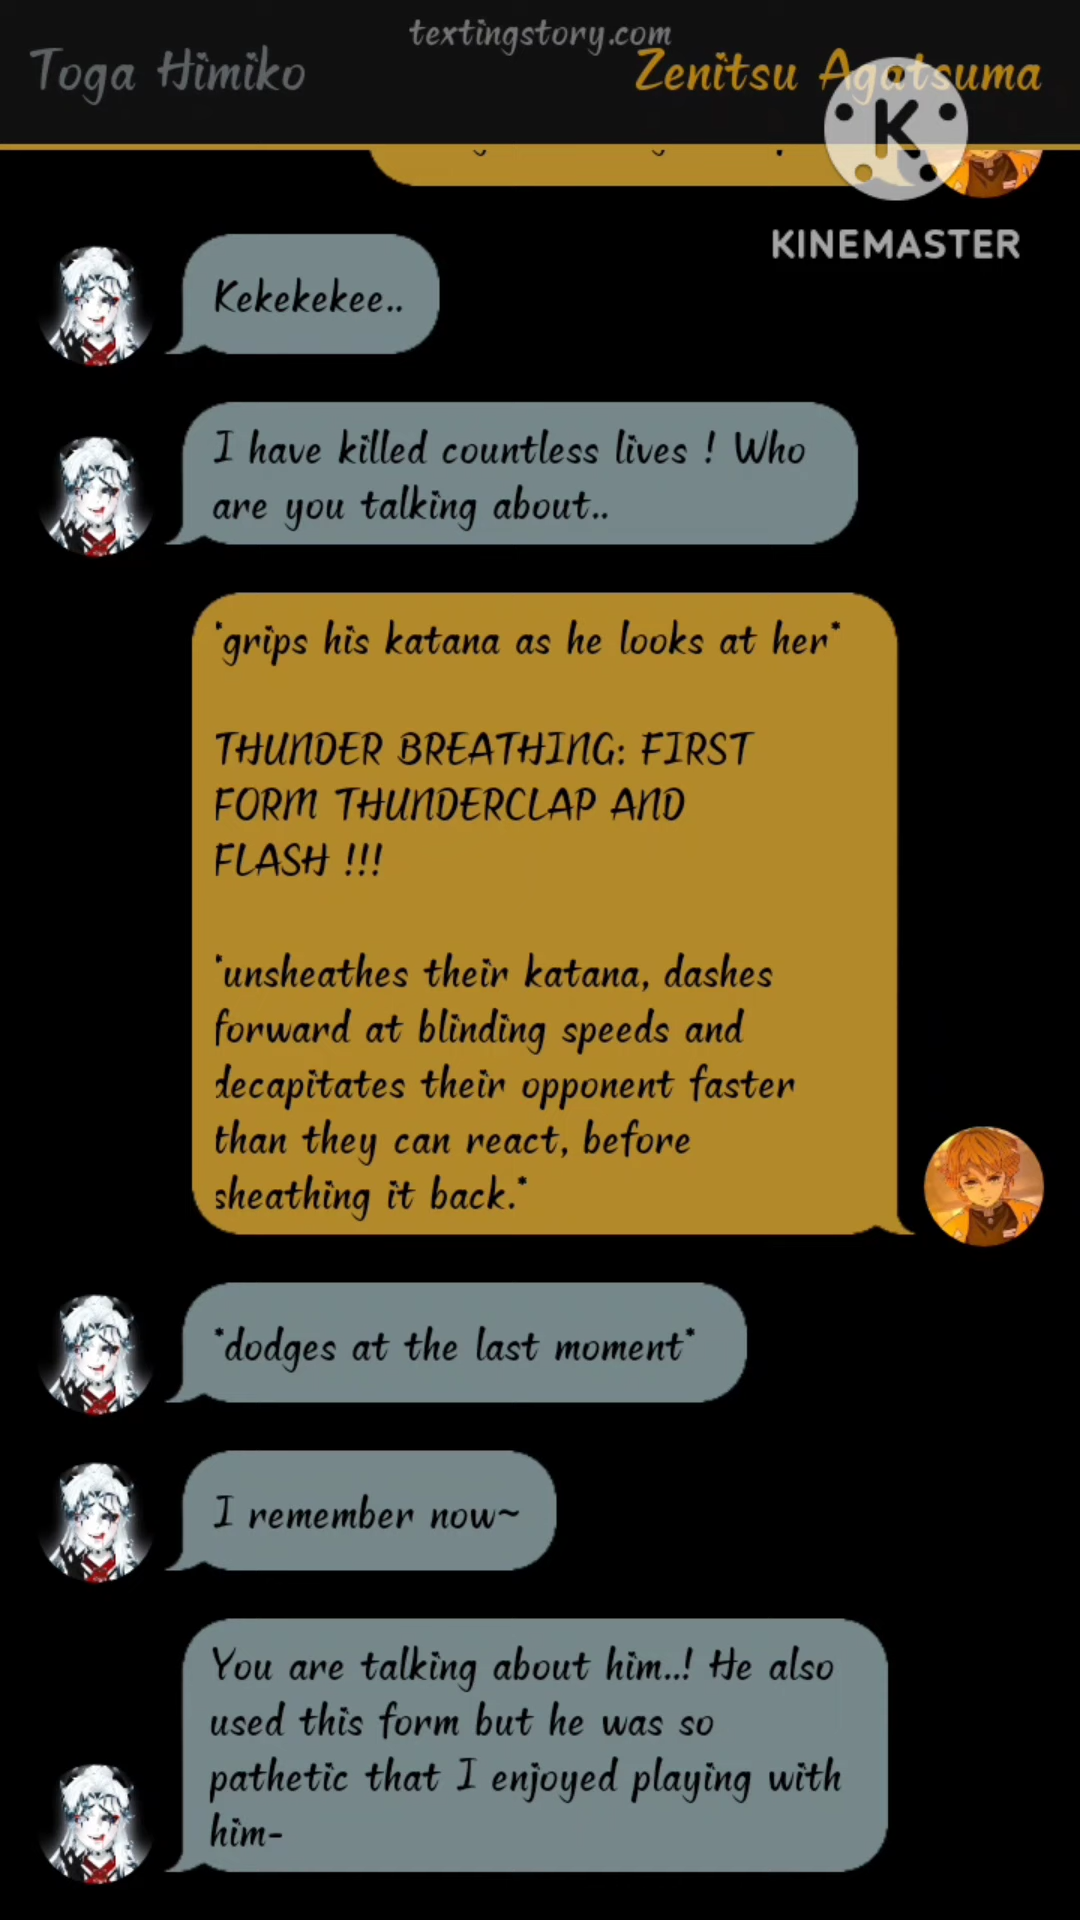 textingstory.com
Toga Himiko
Zenitsu Agatsuma
K
KINEMASTER
Kekekekee..
I have killed countless lives ! Who
are you talking about..
*grips his katana as he looks at her*
THUNDER BREATHING: FIRST
FORM THUNDERCLAP AND
FLASH !!!
*unsheathes their katana, dashes
forward at blinding speeds and
decapitates their opponent faster
than they can react, before
sheathing it back.*
*dodges at the last moment*
I remember now~
You are talking about him..! He also
used this form but he was so
pathetic that I enjoyed playing with
him-